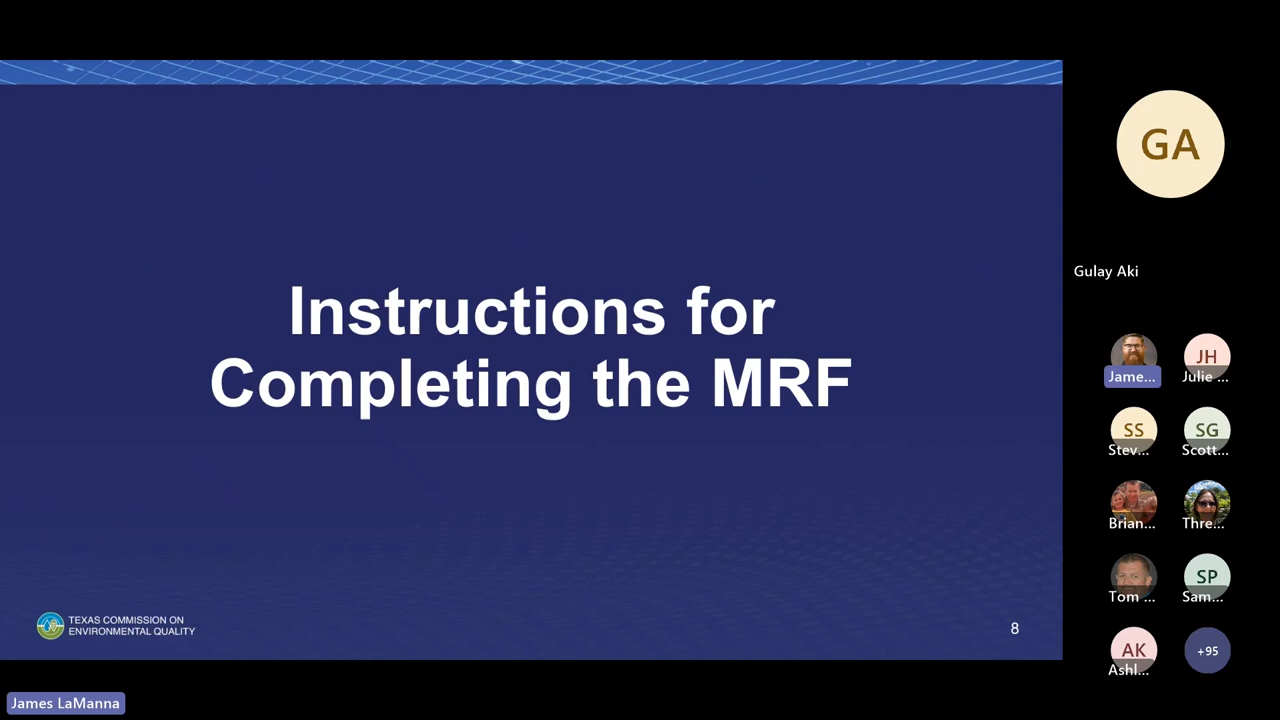 Instructions for
Completing the MRF
TEXAS COMMISSION ON
ENVIRONMENTAL QUALITY
8
James LaManna
GA
Gulay Aki
Jame...
JH
Julie ...
SS
Stev...
SG
Scott...
Brian...
Thre...
Tom ...
SP
Sam...
AK
Ashl...
+95